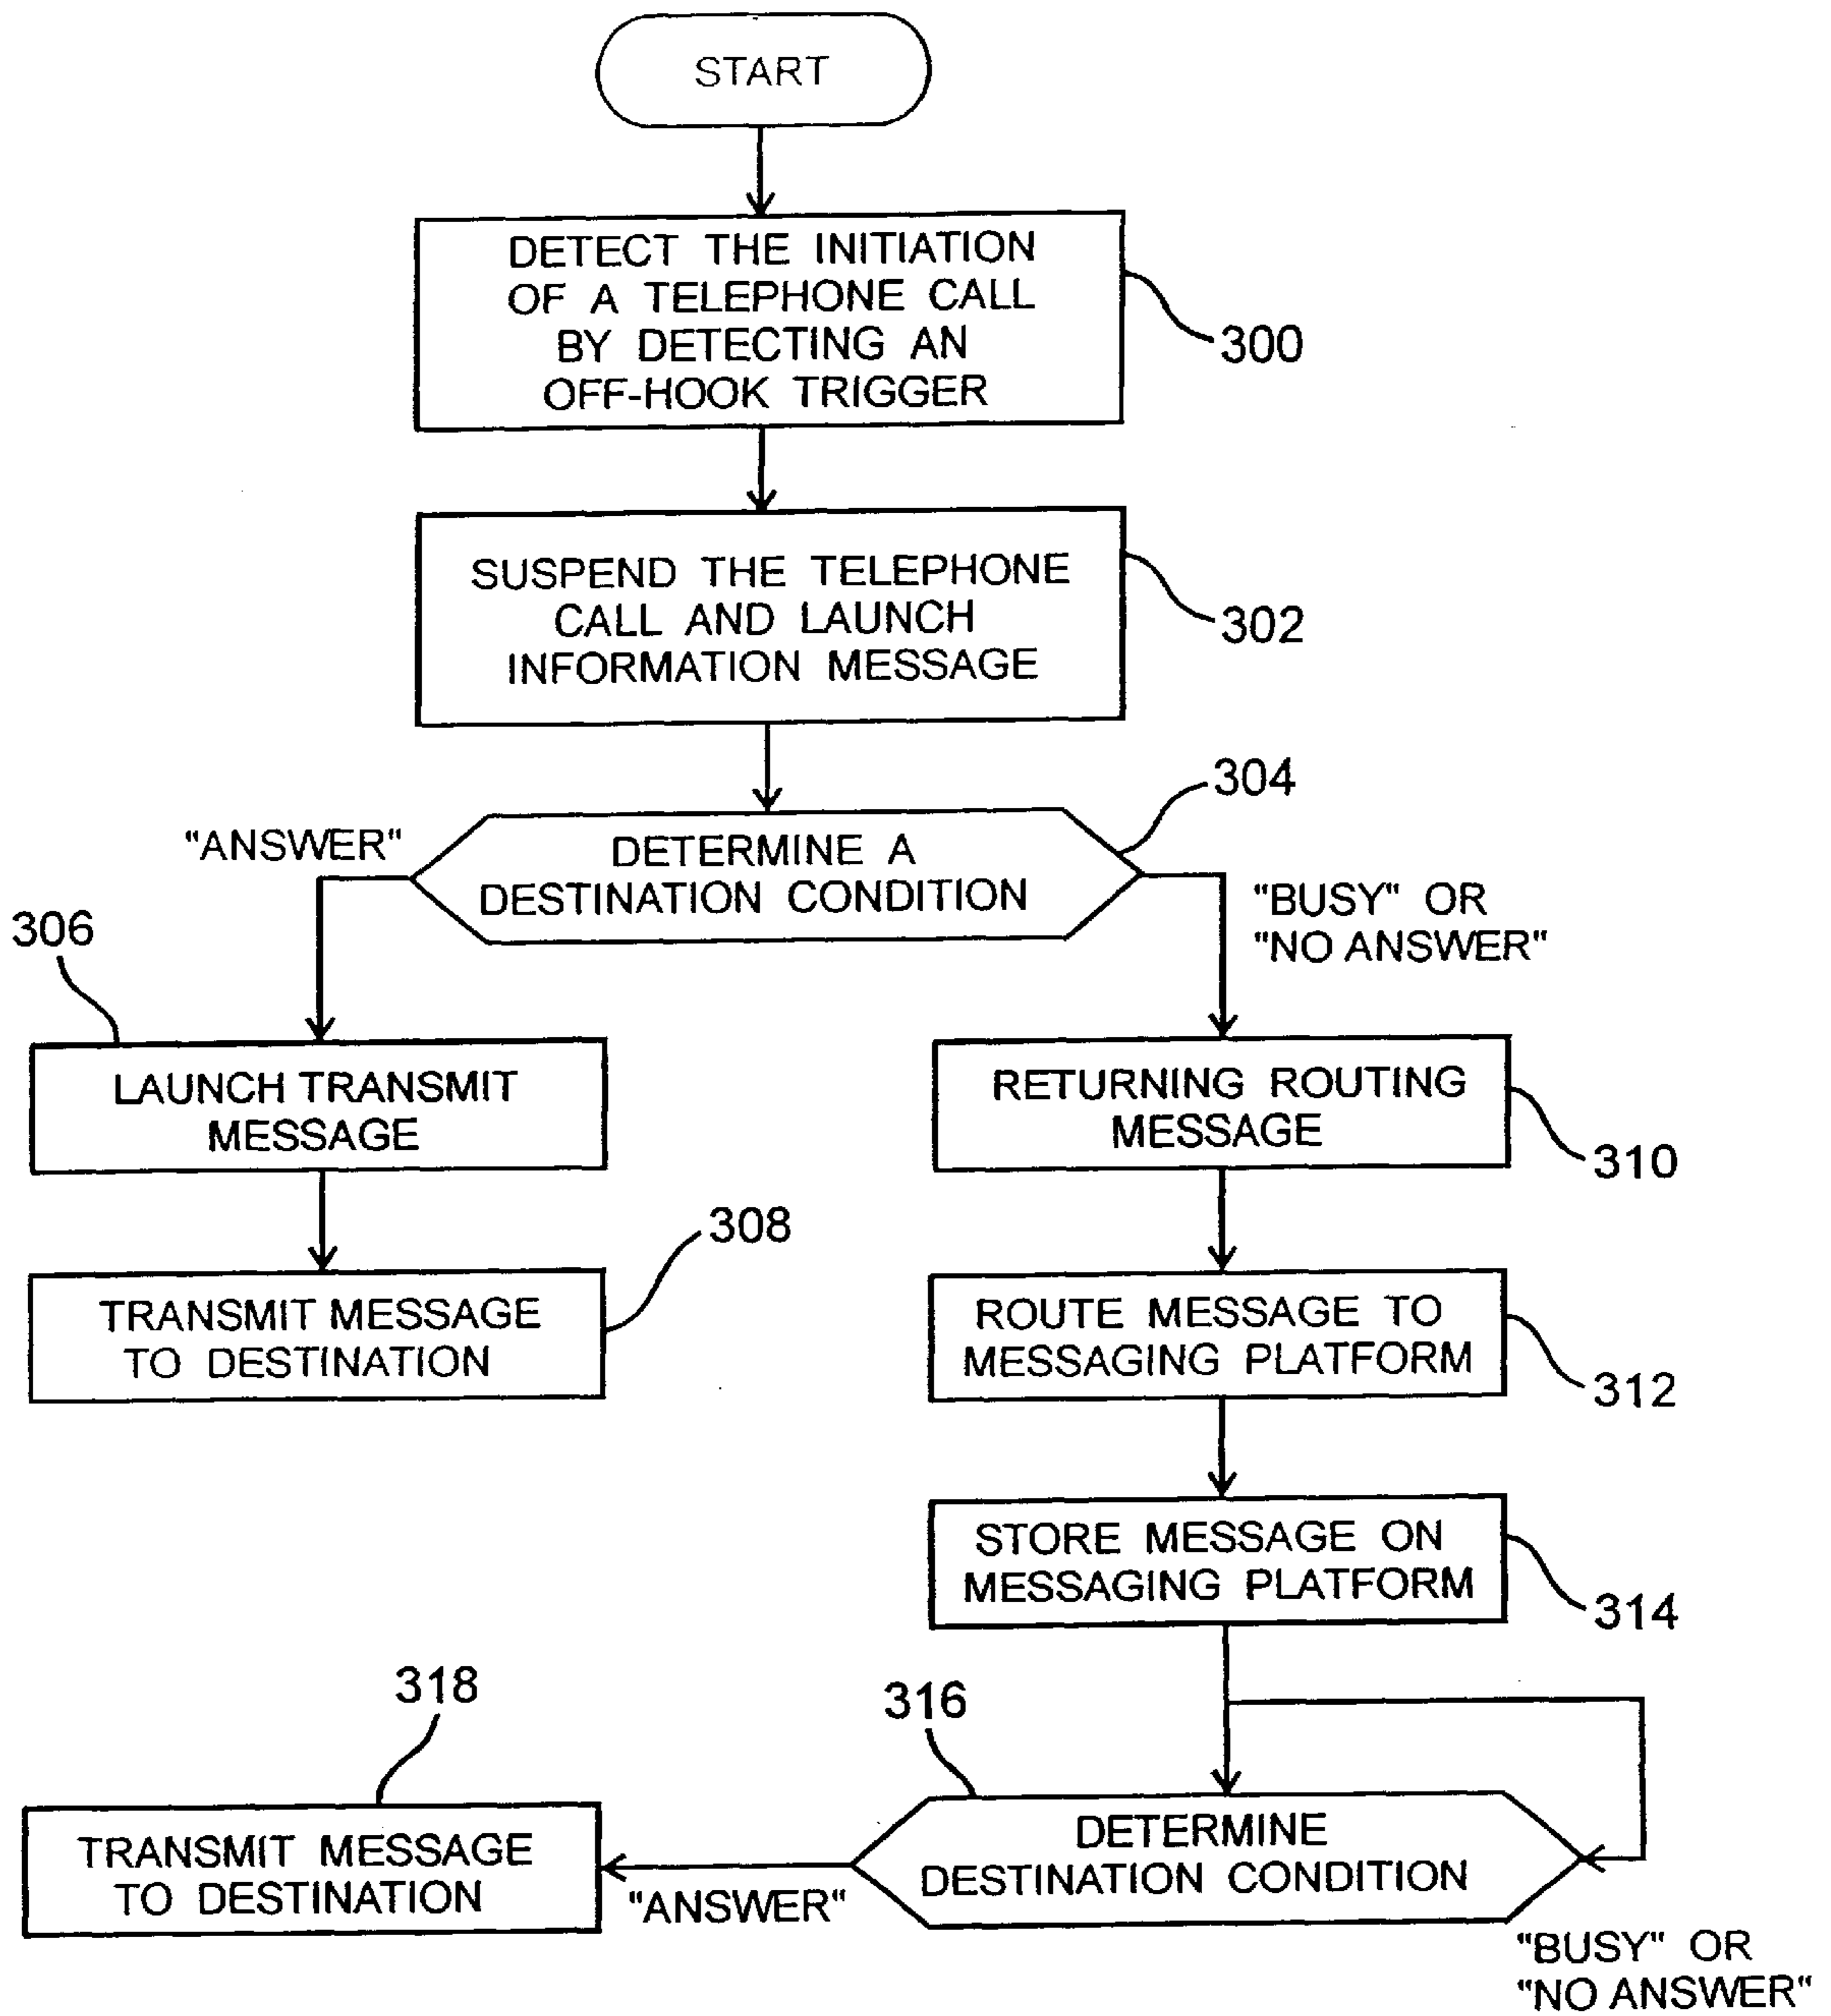 START
DETECT THE INITIATION
OF A TELEPHONE CALL
BY DETECTING AN
OFF-HOOK TRIGGER
300
SUSPEND THE TELEPHONE
CALL AND LAUNCH
INFORMATION MESSAGE
302
304
"ANSWER"
DETERMINE A
DESTINATION CONDITION
"BUSY" OR
"NO ANSWER"
306
LAUNCH TRANSMIT
MESSAGE
RETURNING ROUTING
MESSAGE
310
308
TRANSMIT MESSAGE
TO DESTINATION
ROUTE MESSAGE TO
MESSAGING PLATFORM
312
STORE MESSAGE ON
MESSAGING PLATFORM
314
318
316
TRANSMIT MESSAGE
TO DESTINATION
"ANSWER"
DETERMINE
DESTINATION CONDITION
"BUSY" OR
"NO ANSWER"